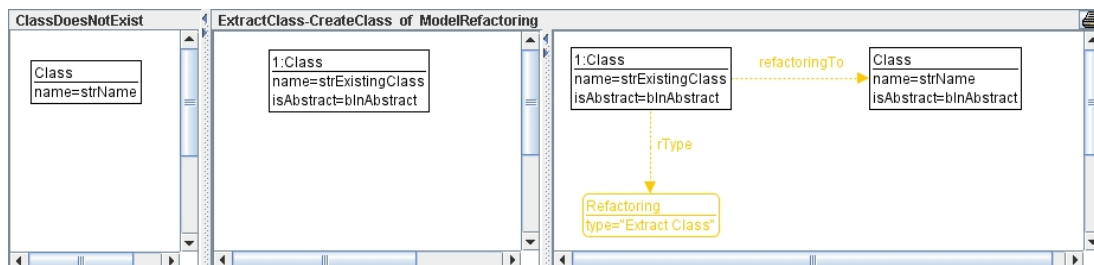 ClassDoesNotExist
ExtractClass-CreateClass of ModelRefactoring
Class
name=strName
1:Class
name=strExistingClass
isAbstract=blnAbstract
1:Class
name=strExistingClass
isAbstract=blnAbstract
refactoringTo
Class
name=strName
isAbstract=blnAbstract
rType
Refactoring
type="Extract Class"